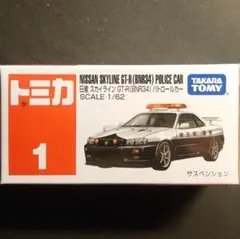 トミカ
1
NISSAN SKYLINE GT-R (BNR34) POLICE CAR
日産 スカイライン GT-R (BNR34) パトロールカー
SCALE 1/62
TAKARA
TOMY
サスペンション